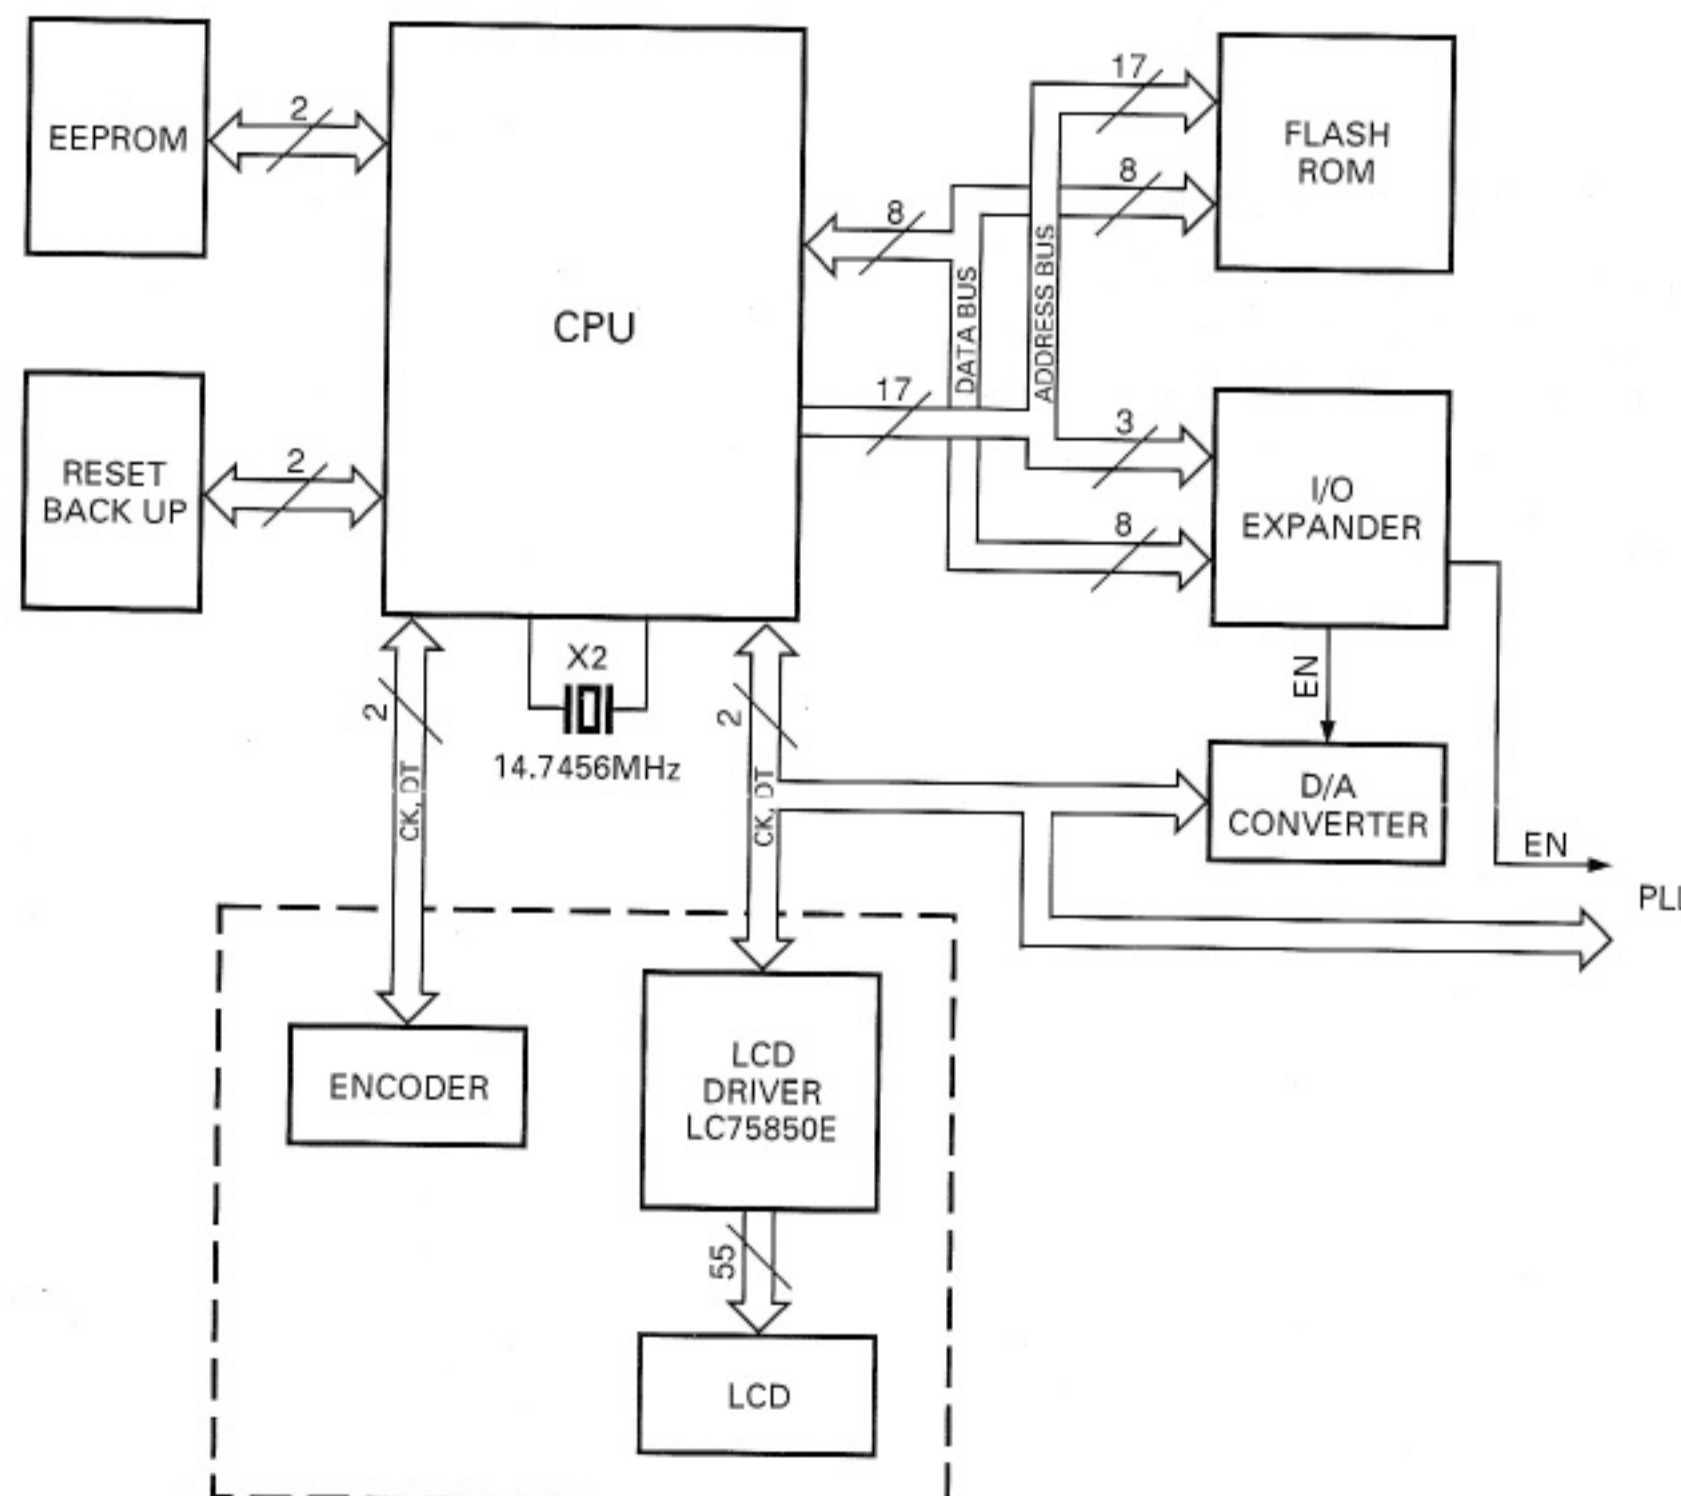 EEPROM
2
CPU
17
FLASH
ROM
8
8
DATA BUS
ADDRESS BUS
RESET
BACK UP
2
17
3
I/O
EXPANDER
8
X2
14.7456MHz
2
CK, DT
2
CK, DT
EN
D/A
CONVERTER
EN
ENCODER
LCD
DRIVER
LC75850E
55
LCD